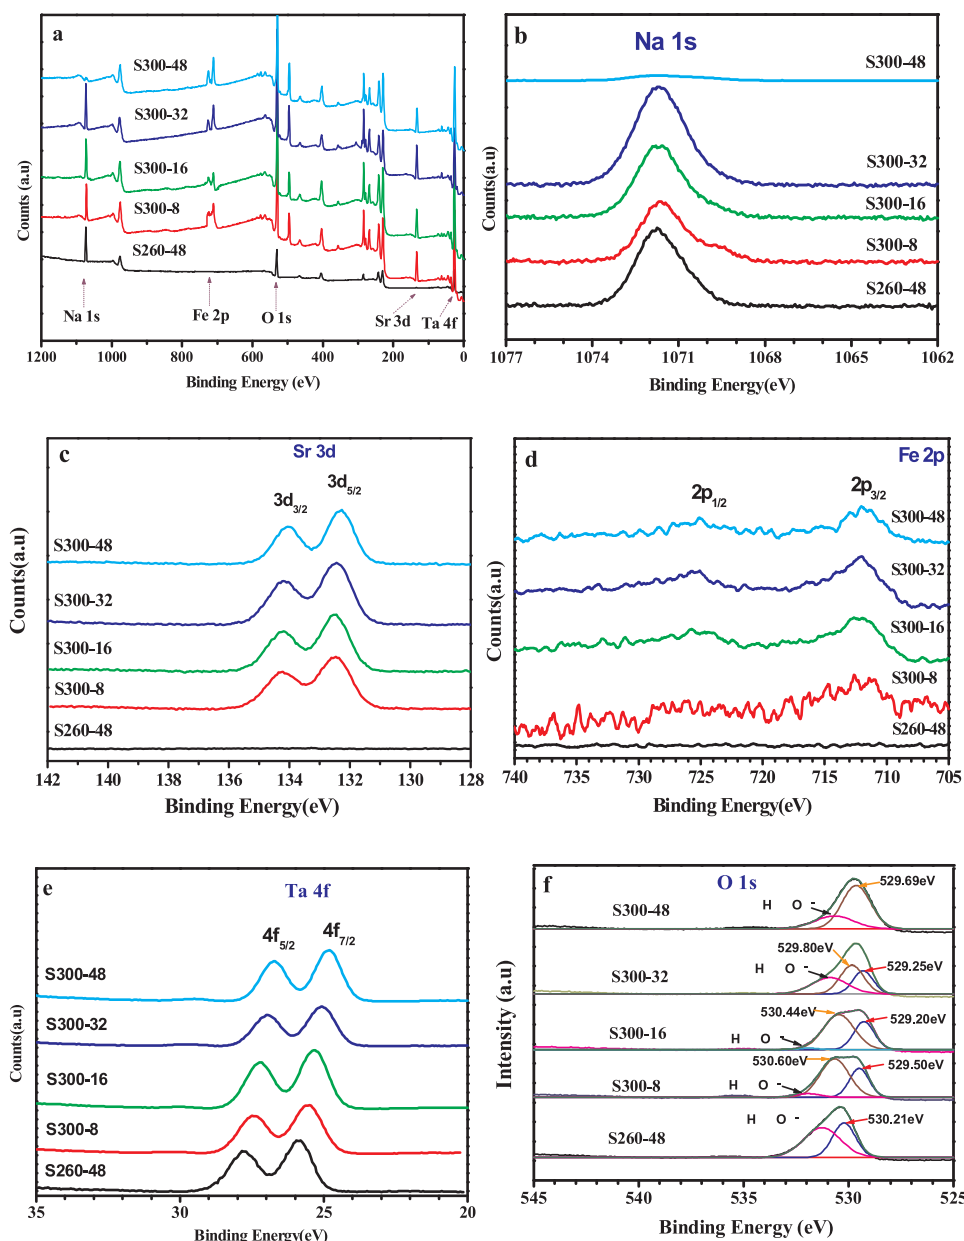 a
S300-48
S300-32
S300-16
S300-8
S260-48
Na 1s
Fe 2p
O 1s
Sr 3d
Ta 4f
Counts (a.u)
1200 1000 800 600 400 200 0
Binding Energy (eV)
b
Na 1s
S300-48
S300-32
S300-16
S300-8
S260-48
Counts(a.u)
1077 1074 1071 1068 1065 1062
Binding Energy(eV)
c
Sr 3d
3d3/2
3d5/2
S300-48
S300-32
S300-16
S300-8
S260-48
Counts(a.u)
142 140 138 136 134 132 130 128
Binding Energy(eV)
d
Fe 2p
2p1/2
2p3/2
S300-48
S300-32
S300-16
S300-8
S260-48
Counts(a.u)
740 735 730 725 720 715 710 705
Binding Energy(eV)
e
Ta 4f
4f5/2
4f7/2
S300-48
S300-32
S300-16
S300-8
S260-48
Counts(a.u)
35 30 25 20
Binding Energy(eV)
f
O 1s
S300-48
H O -
529.69eV
S300-32
H O -
529.80eV
529.25eV
S300-16
H O -
530.44eV
529.20eV
S300-8
H O -
530.60eV
529.50eV
S260-48
H O -
530.21eV
Intensity (a.u)
545 540 535 530 525
Binding Energy (eV)